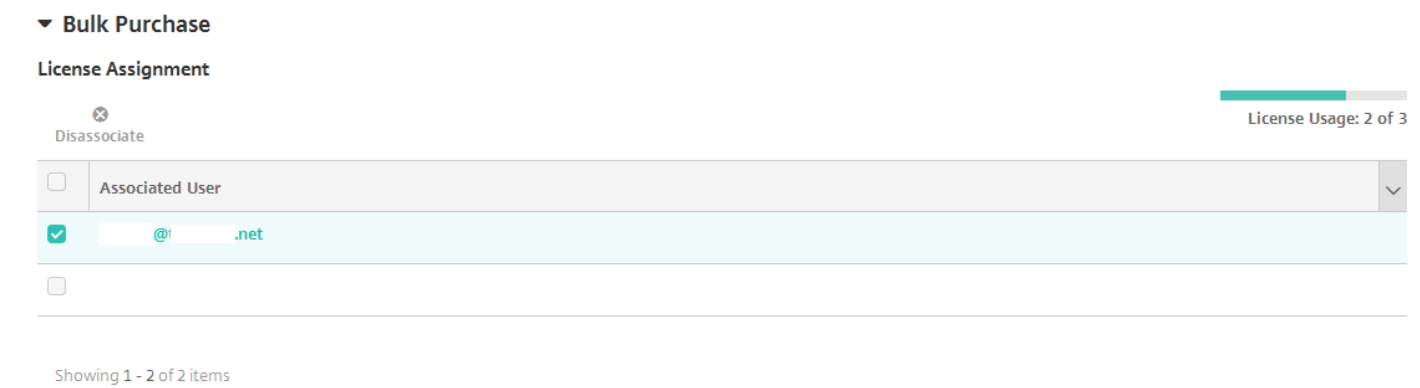 Bulk Purchase
License Assignment
Disassociate
License Usage: 2 of 3
Associated User
@ .net
Showing 1 - 2 of 2 items